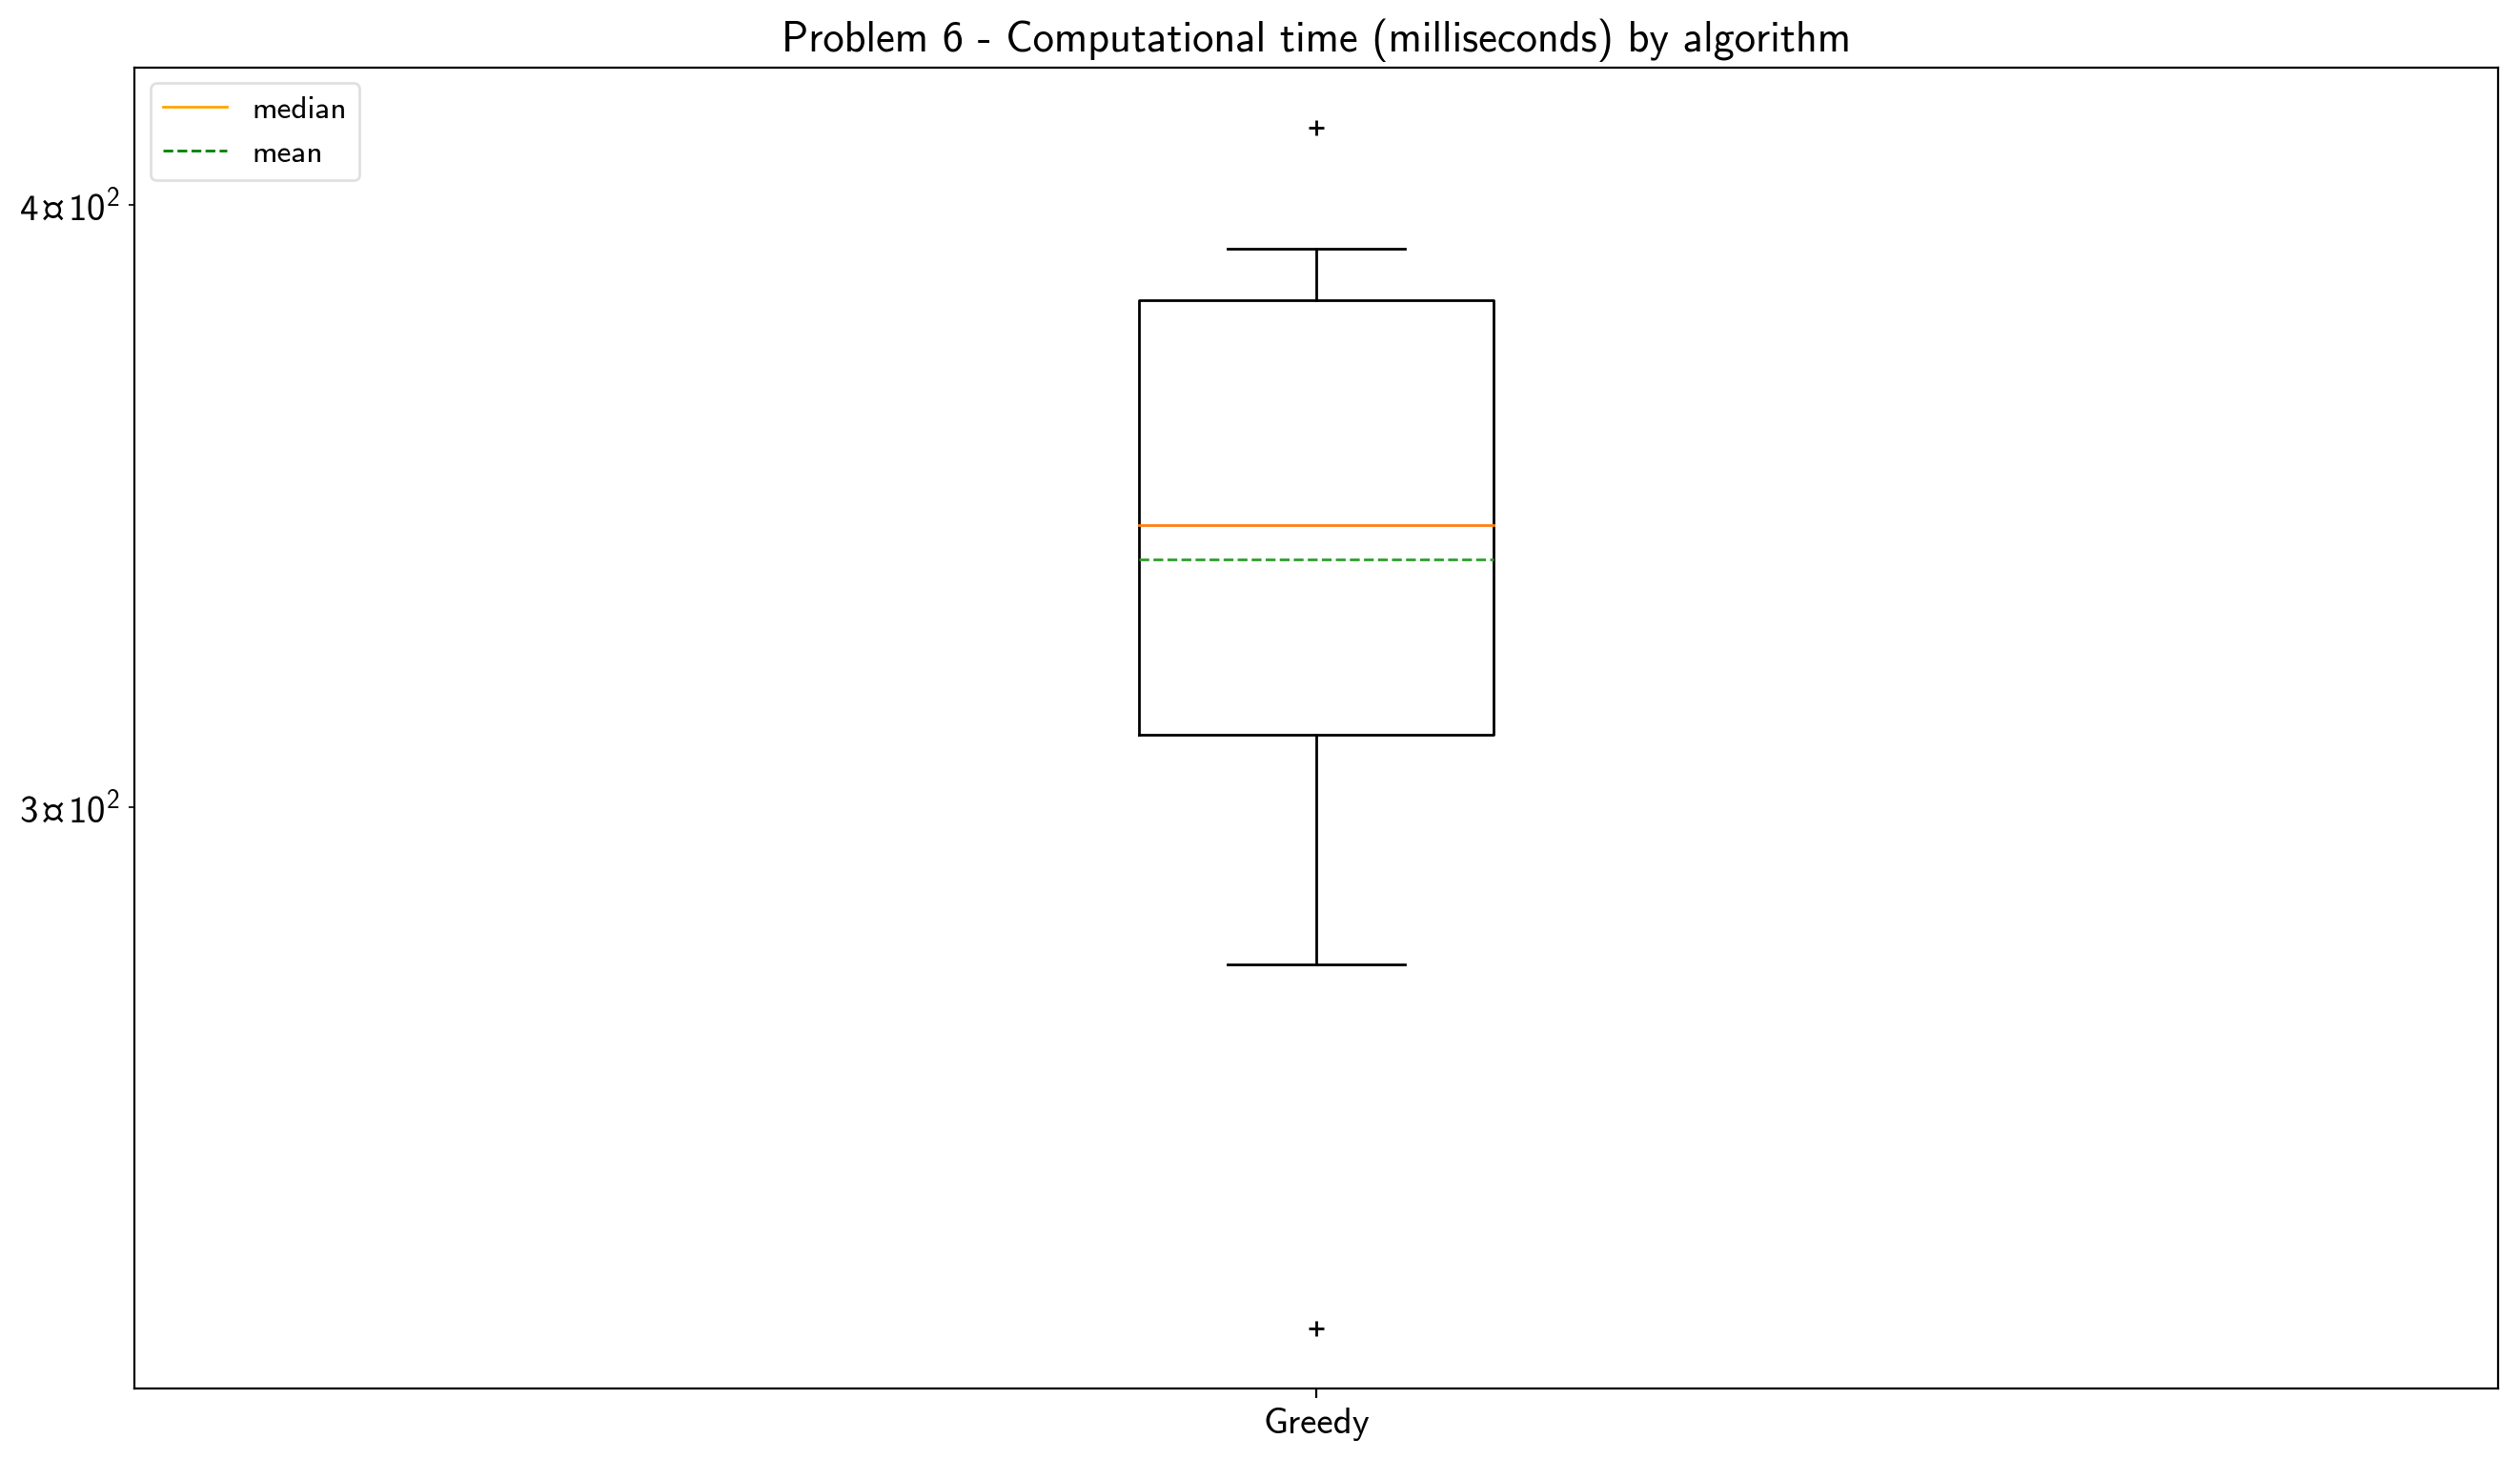 Problem 6 - Computational time (milliseconds) by algorithm
median
mean
4¤10²
3¤10²
Greedy